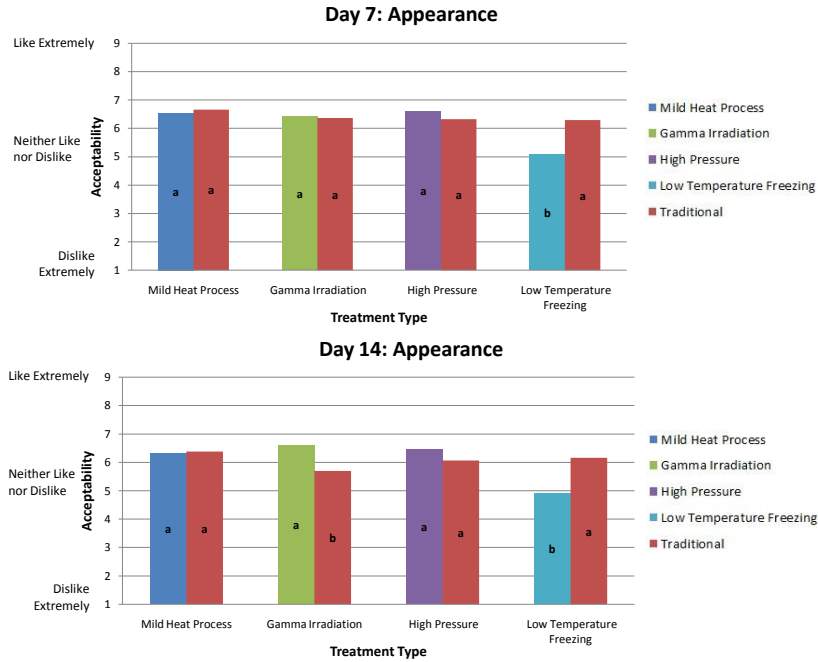 Day 7: Appearance
Like Extremely
9
8
7
6
Neither Like
nor Dislike
5
4
3
2
Dislike
Extremely
1
Acceptability
a a a a a a b a
Mild Heat Process Gamma Irradiation High Pressure Low Temperature
Freezing
Treatment Type
Mild Heat Process
Gamma Irradiation
High Pressure
Low Temperature Freezing
Traditional
Day 14: Appearance
Like Extremely
9
8
7
6
Neither Like
nor Dislike
5
4
3
2
Dislike
Extremely
1
Acceptability
a a a b a a b a
Mild Heat Process Gamma Irradiation High Pressure Low Temperature
Freezing
Treatment Type
Mild Heat Process
Gamma Irradiation
High Pressure
Low Temperature Freezing
Traditional